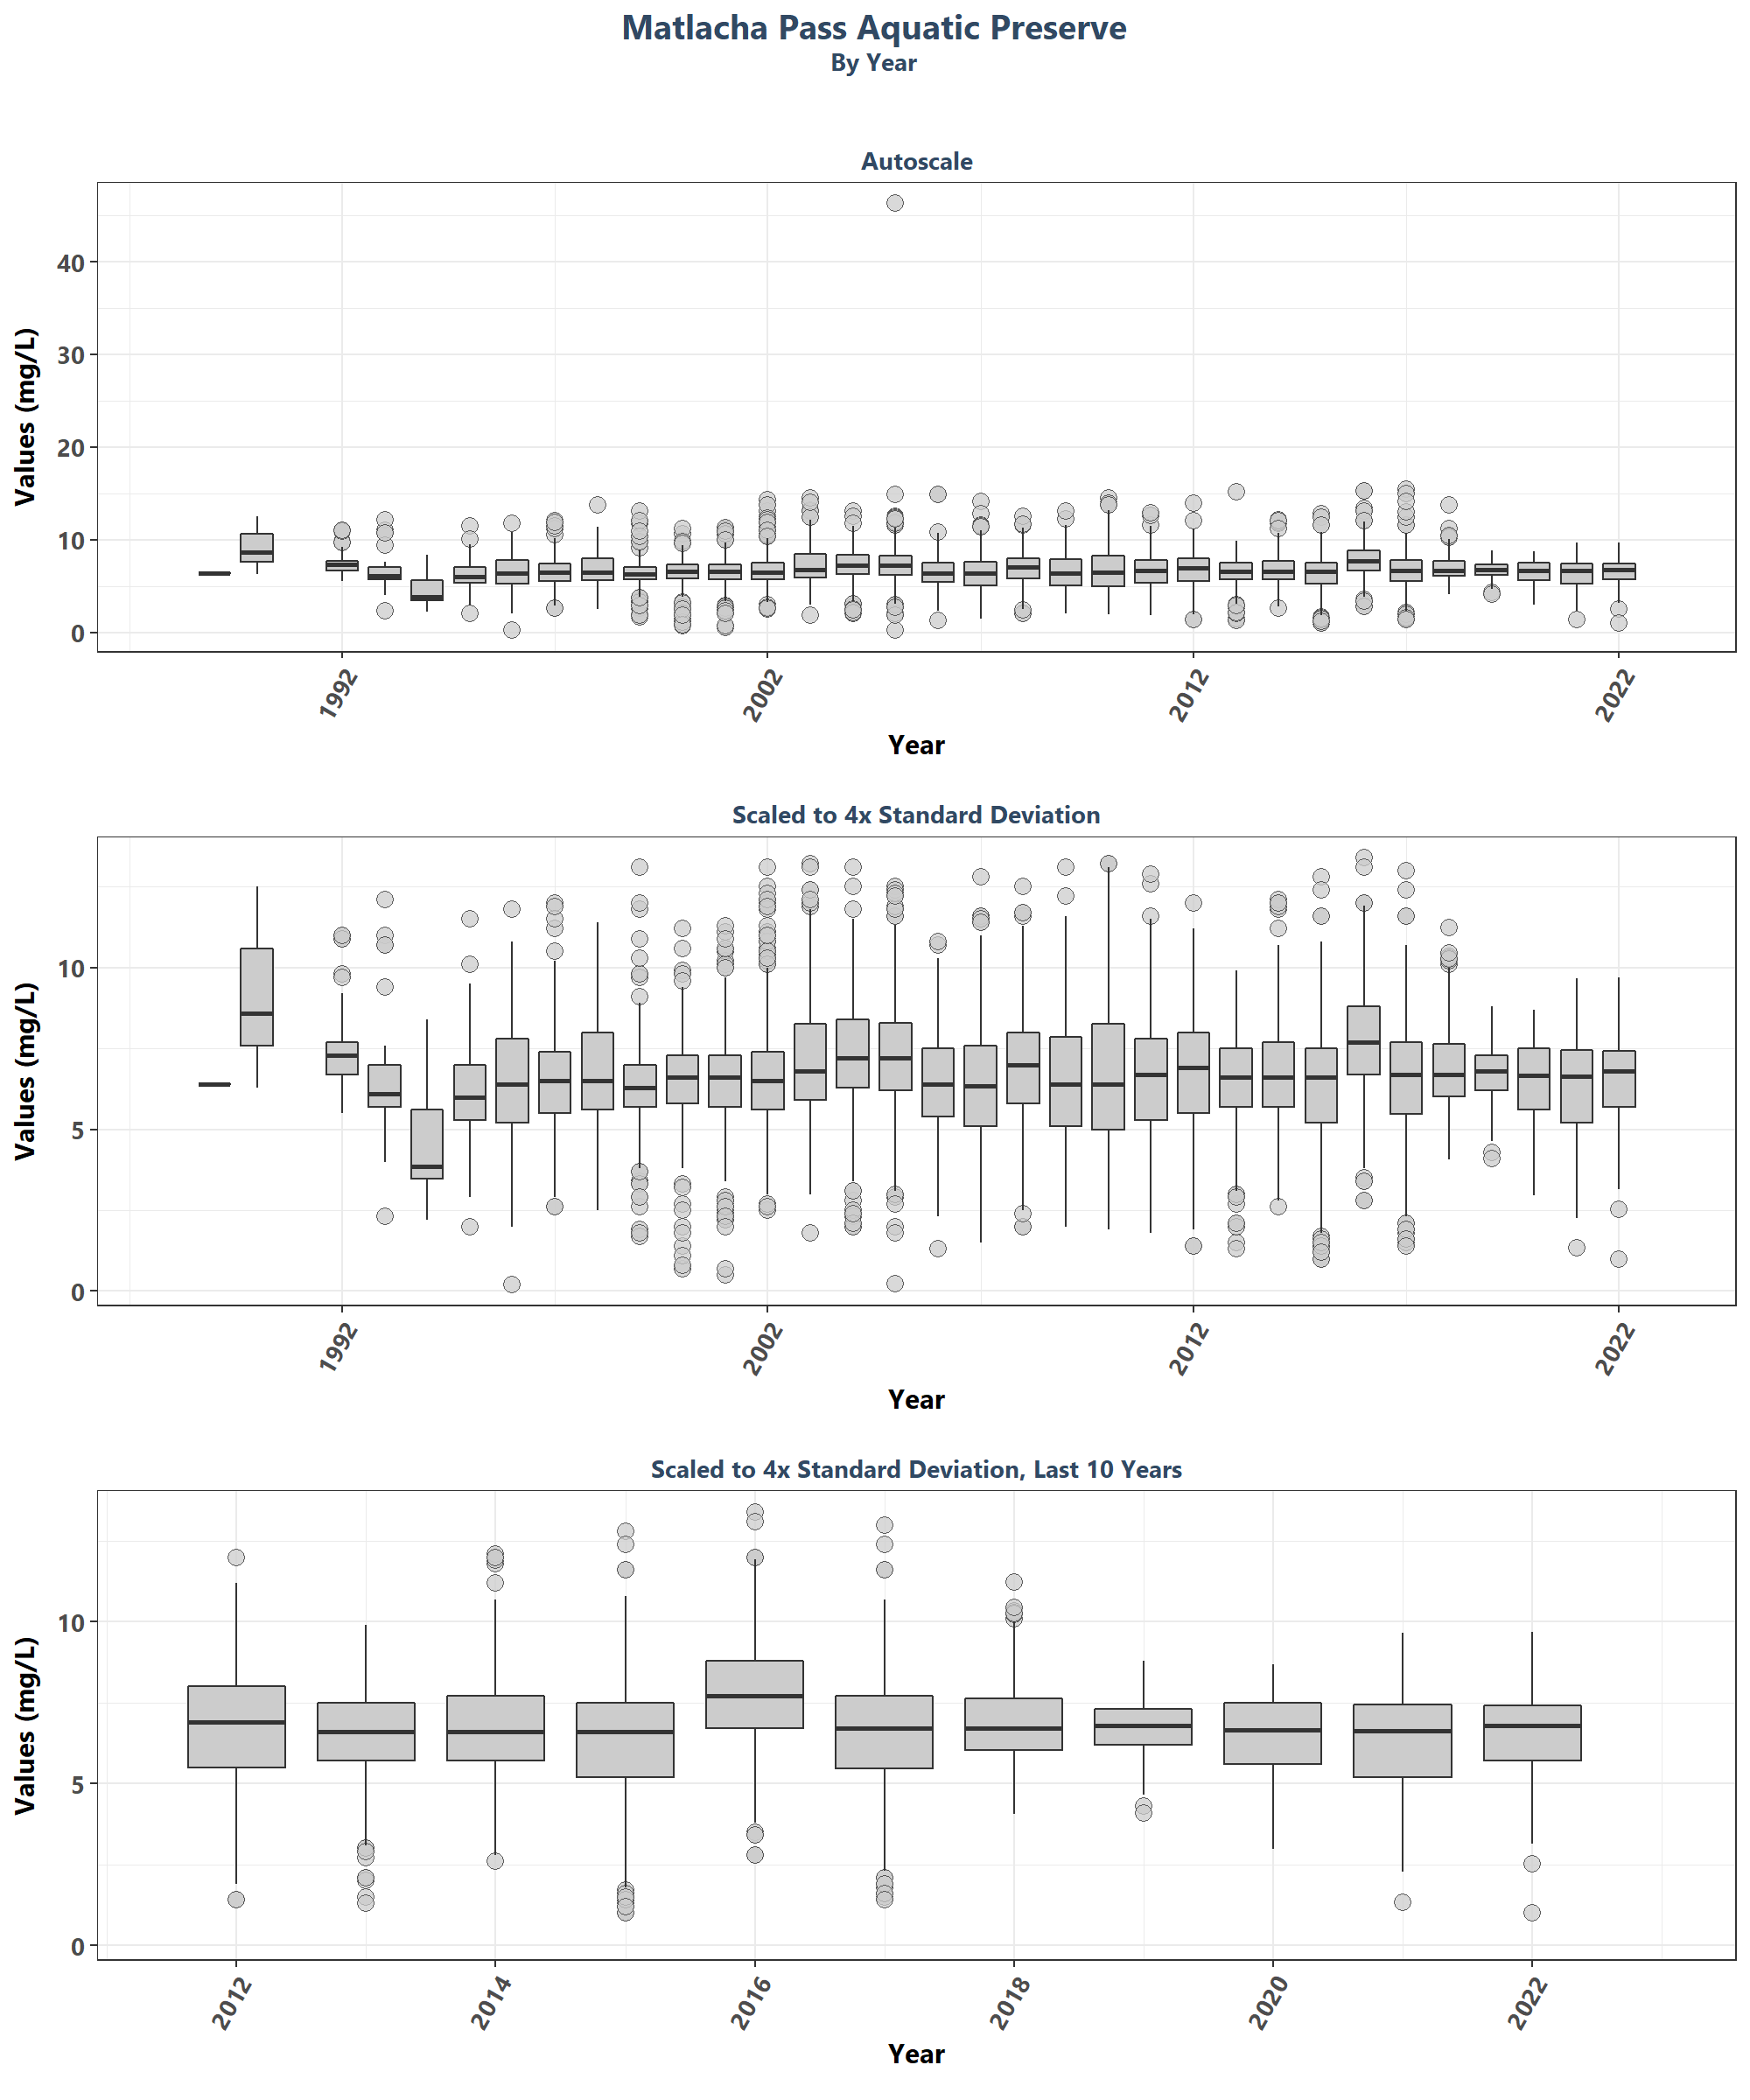 Matlacha Pass Aquatic Preserve
By Year
Autoscale
Values (mg/L)
40
30
20
10
0
1992
2002
2012
2022
Year
Scaled to 4x Standard Deviation
Values (mg/L)
10
5
0
1992
2002
2012
2022
Year
Scaled to 4x Standard Deviation, Last 10 Years
Values (mg/L)
10
5
0
2012
2014
2016
2018
2020
2022
Year